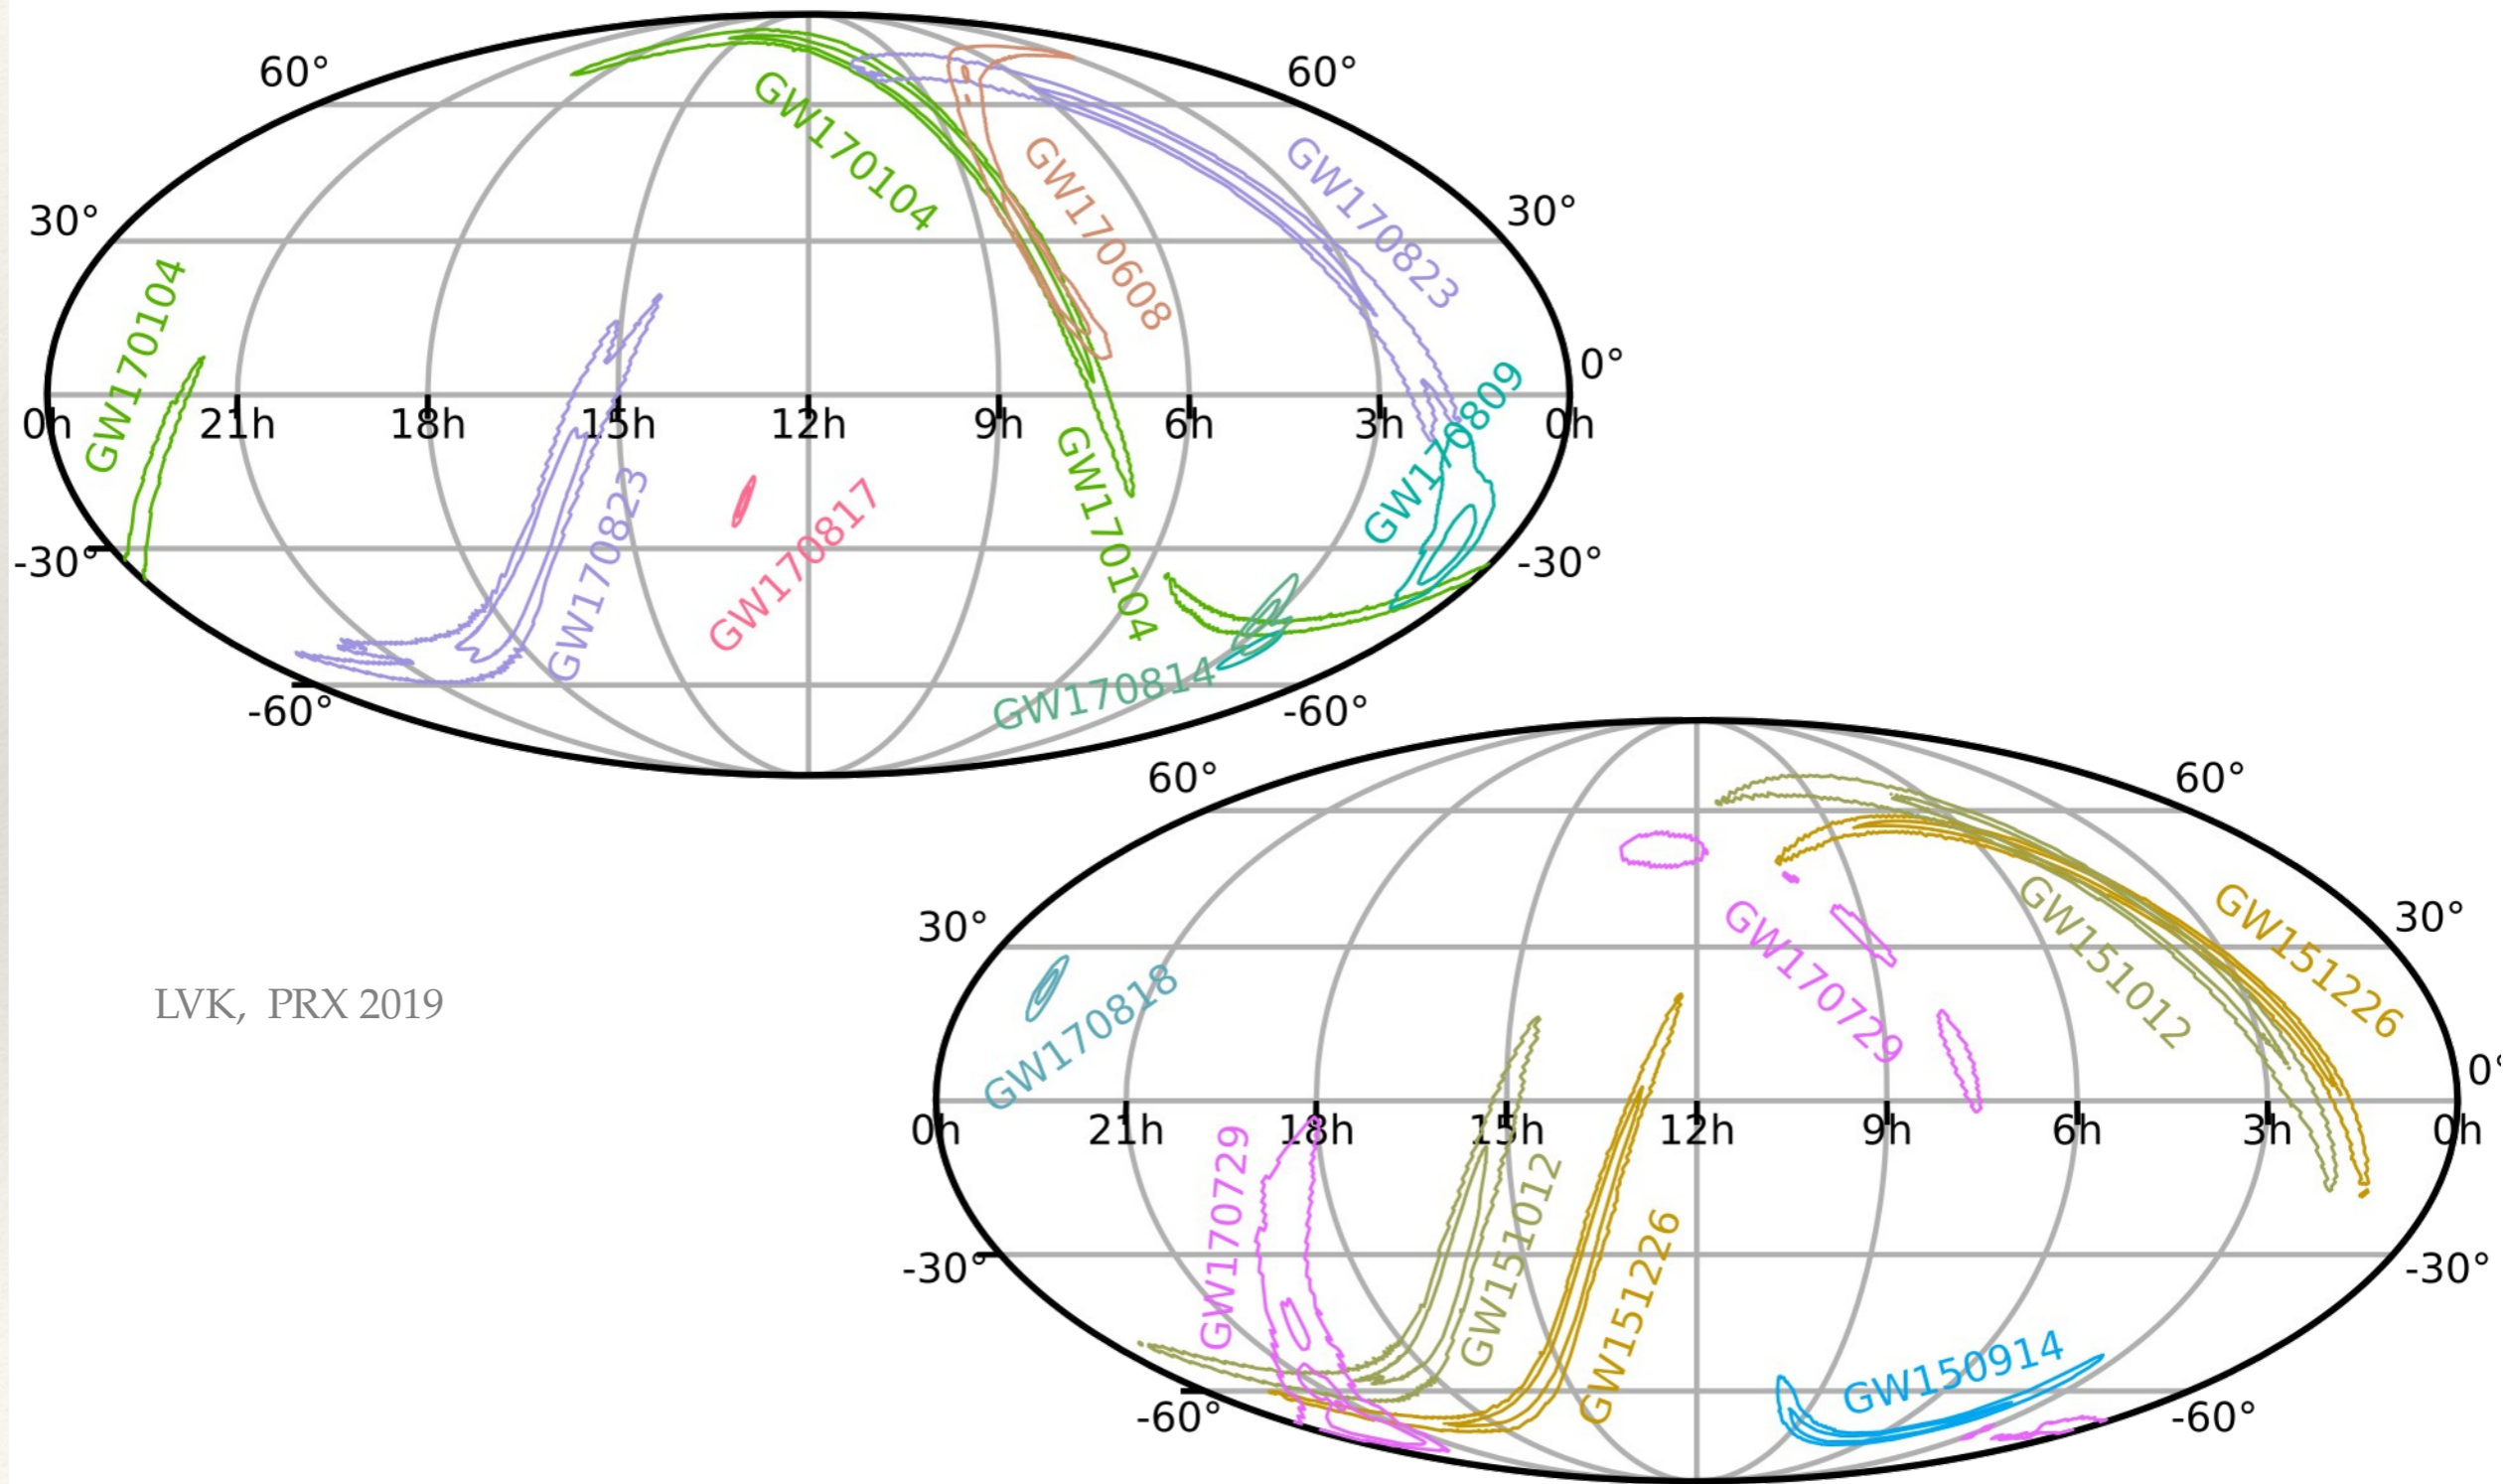 60°
60°
GW170104
GW170608
GW170823
30°
30°
GW170104
0°
GW170809
0h
21h
18h
15h
12h
9h
6h
3h
0h
GW170823
GW170817
GW170104
-30°
-30°
GW170814
-60°
-60°
60°
60°
GW151012
GW151226
30°
30°
GW170729
LVK, PRX 2019
GW170818
0°
0h
21h
18h
15h
12h
9h
6h
3h
0h
GW170729
GW151012
GW151226
-30°
-30°
GW150914
-60°
-60°